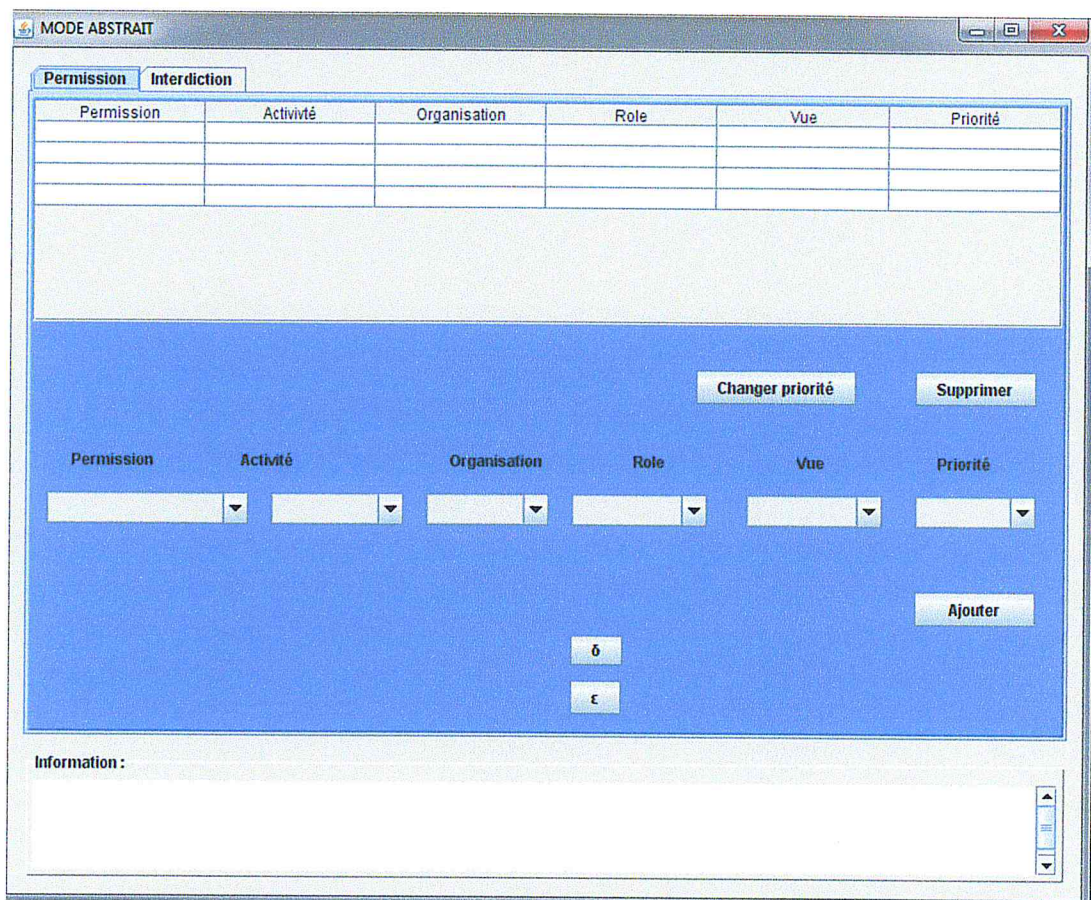 MODE ABSTRAIT
Permission Interdiction
Permission Activivté Organisation Role Vue Priorité
Changer priorité Supprimer
Permission Activité Organisation Role Vue Priorité
Ajouter
δ
ε
Information :